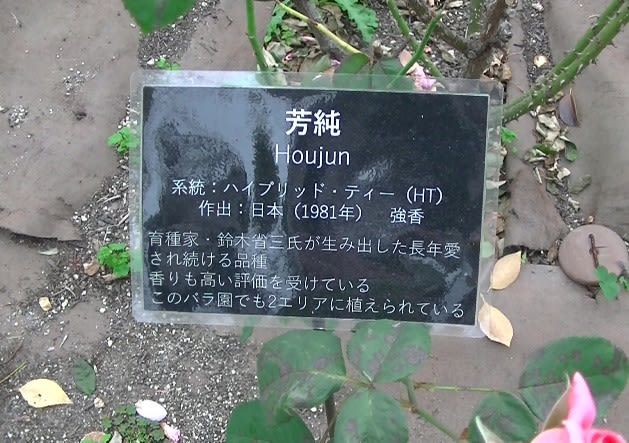 芳純
Houjun
系統：ハイブリッド・ティー（HT）
作出：日本（1981年）　強香
育種家・鈴木省三氏が生み出した長年愛
され続ける品種
香りも高い評価を受けている
このバラ園でも2エリアに植えられている